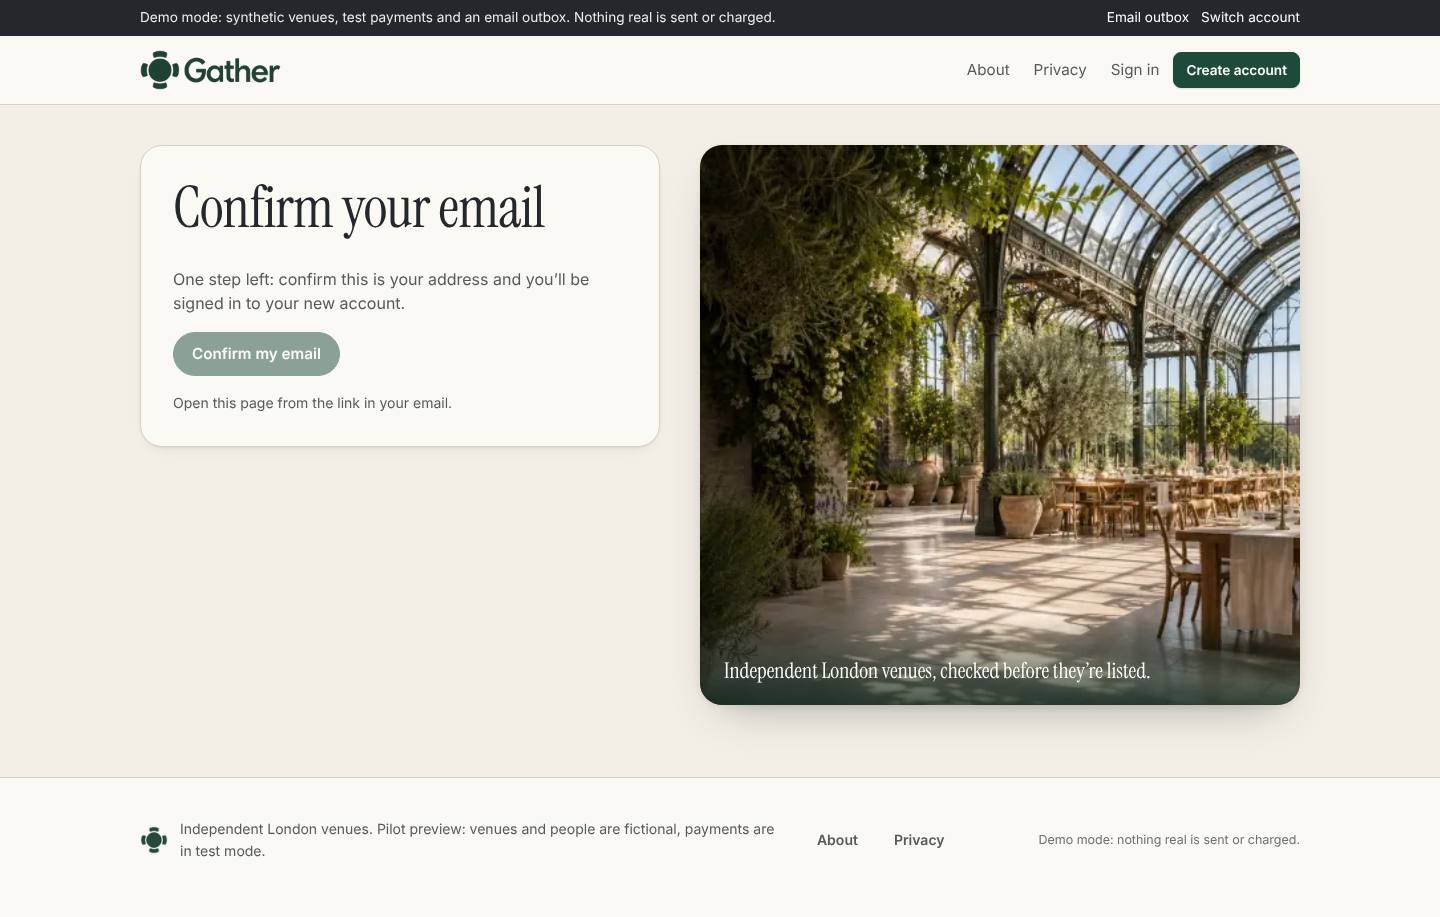 Demo mode: synthetic venues, test payments and an email outbox. Nothing real is sent or charged.
Email outbox
Switch account
Gather
About
Privacy
Sign in
Create account
Confirm your email
One step left: confirm this is your address and you’ll be
signed in to your new account.
Confirm my email
Open this page from the link in your email.
Independent London venues, checked before they’re listed.
Independent London venues. Pilot preview: venues and people are fictional, payments are
in test mode.
About
Privacy
Demo mode: nothing real is sent or charged.